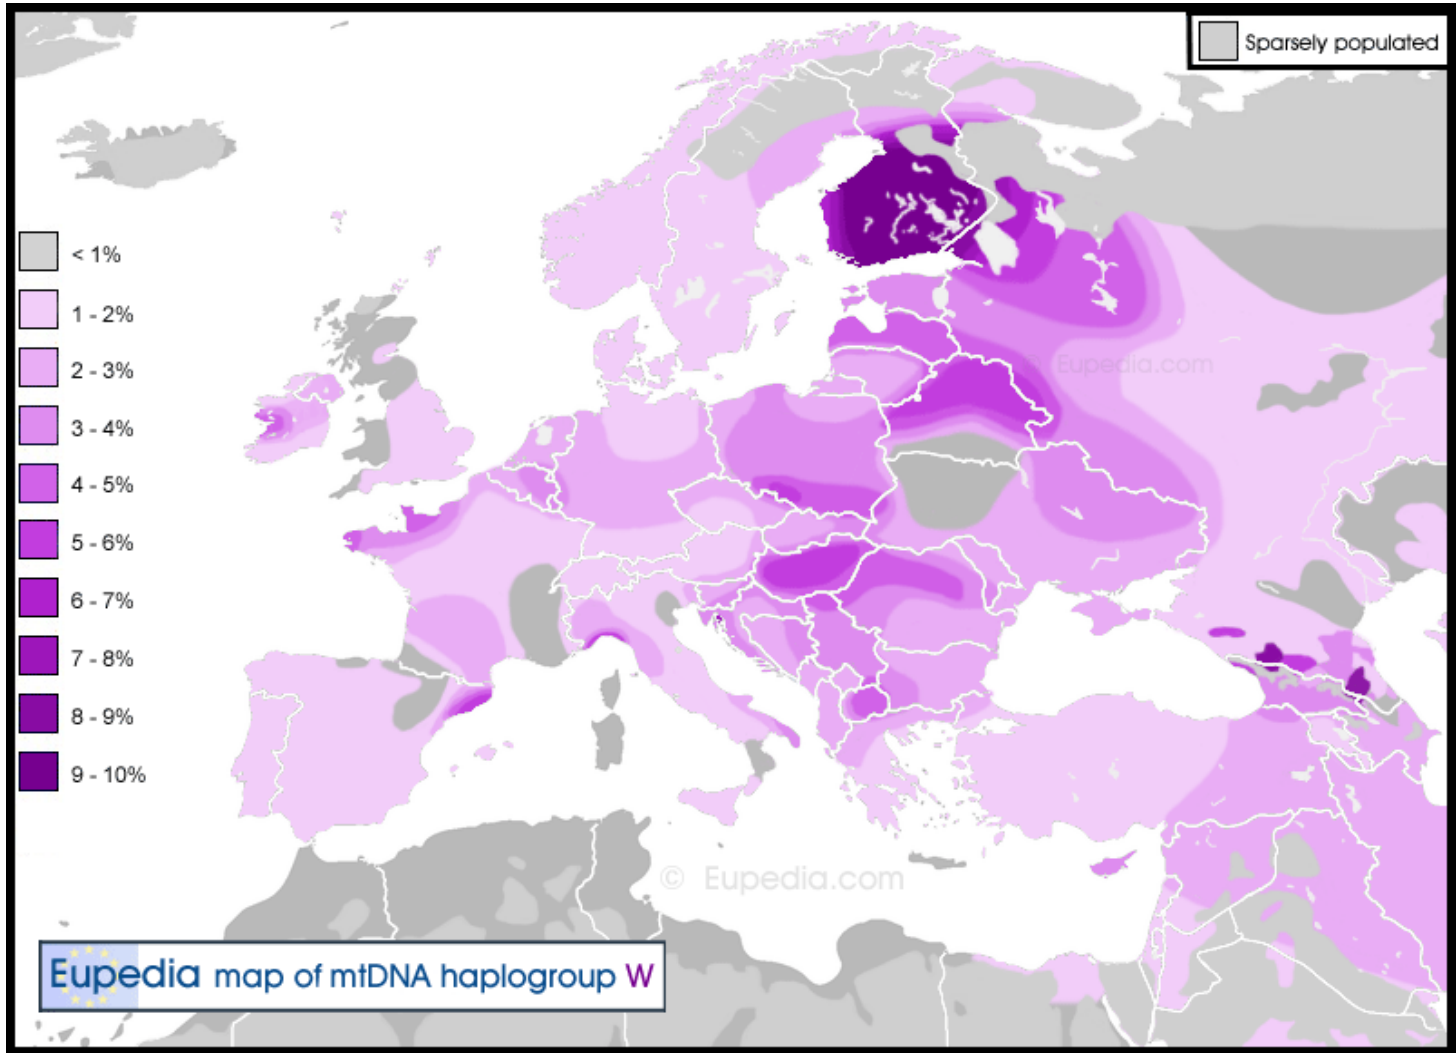 Sparsely populated
< 1%
1 - 2%
2 - 3%
3 - 4%
4 - 5%
5 - 6%
6 - 7%
7 - 8%
8 - 9%
9 - 10%
© Eupedia.com
© Eupedia.com
Eupedia map of mtDNA haplogroup W